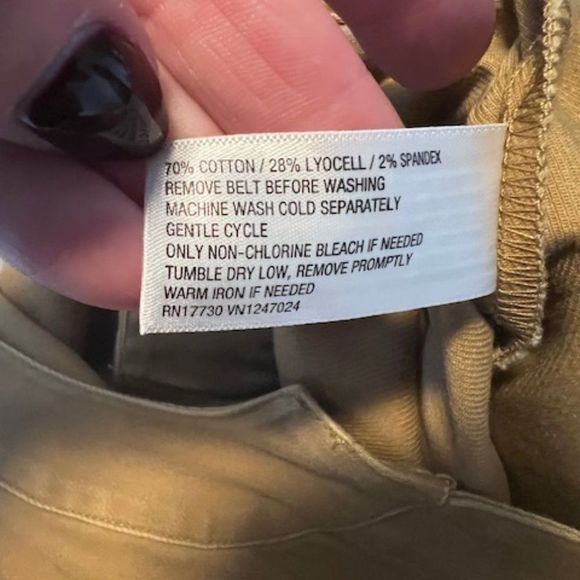 70% COTTON / 28% LYOCELL / 2% SPANDEX
REMOVE BELT BEFORE WASHING
MACHINE WASH COLD SEPARATELY
GENTLE CYCLE
ONLY NON-CHLORINE BLEACH IF NEEDED
TUMBLE DRY LOW, REMOVE PROMPTLY
WARM IRON IF NEEDED
RN17730 VN1247024